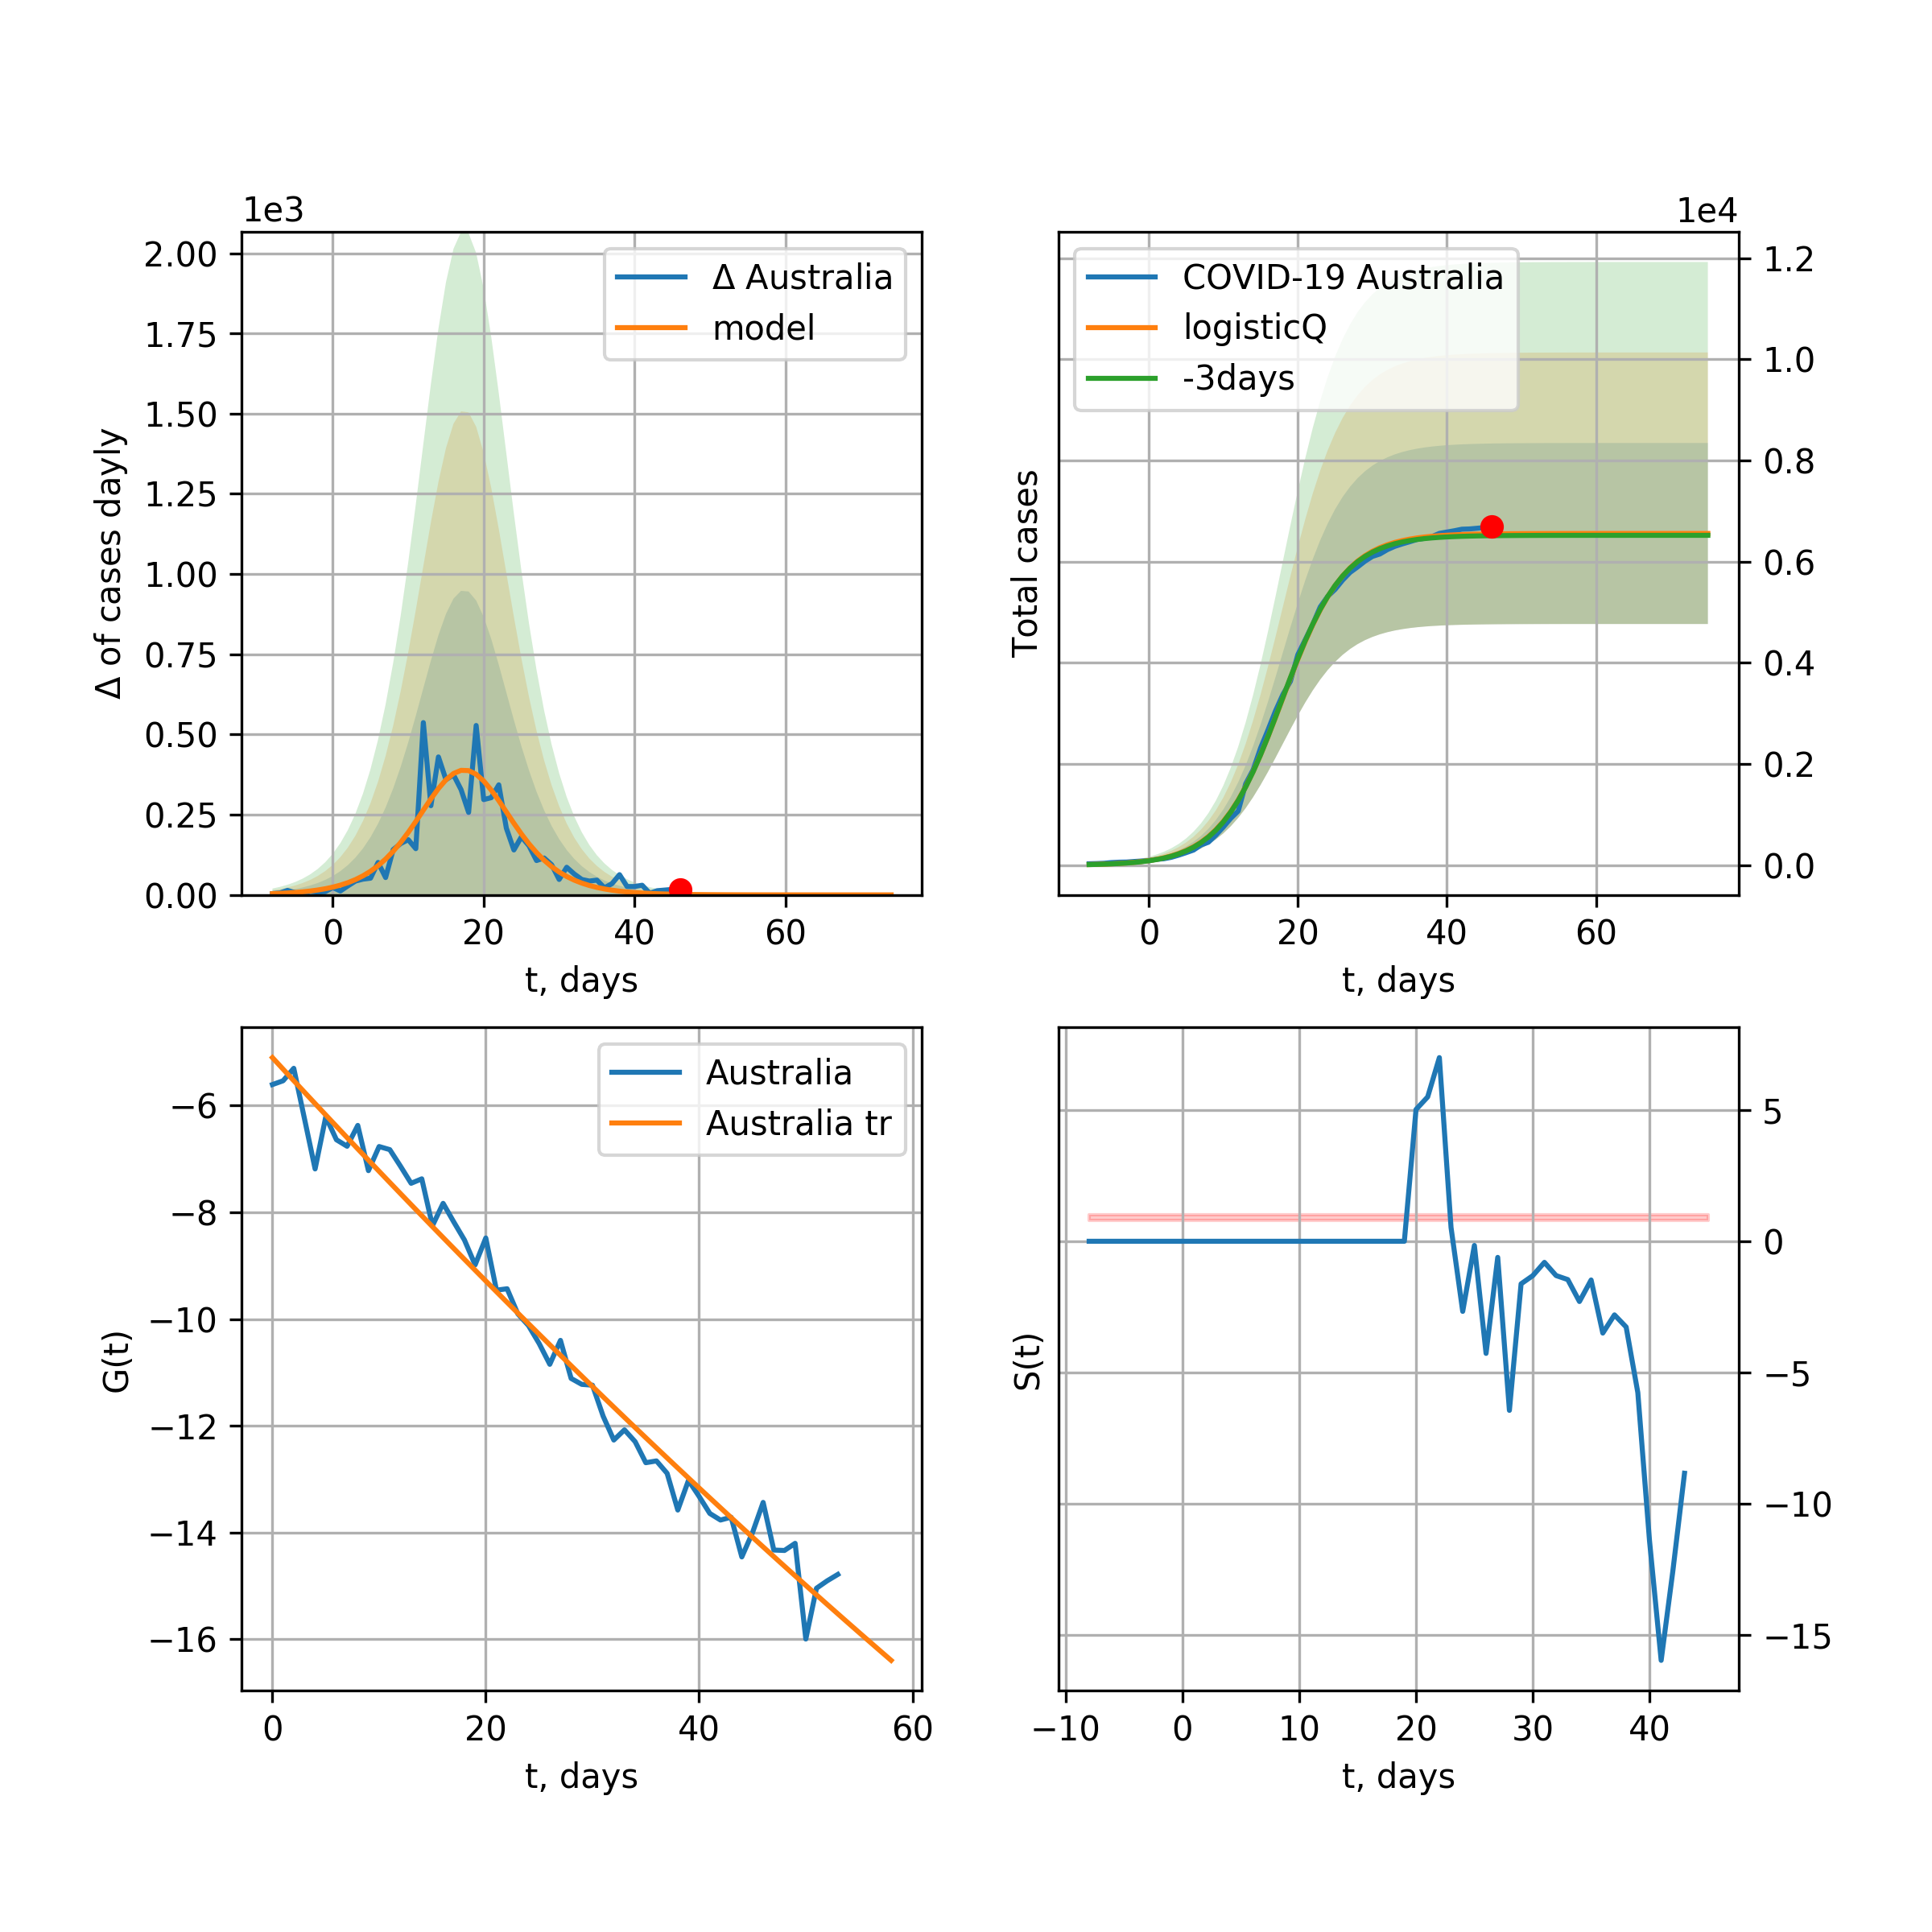 1e3
2.00
1.75
1.50
1.25
1.00
0.75
0.50
0.25
0.00
Δ of cases dayly
Δ Australia
model
0 20 40 60
t, days
1e4
1.2
1.0
0.8
0.6
0.4
0.2
0.0
Total cases
COVID-19 Australia
logisticQ
-3days
0 20 40 60
t, days
−6
−8
−10
−12
−14
−16
G(t)
Australia
Australia tr
0 20 40 60
t, days
S(t)
5
0
−5
−10
−15
−10 0 10 20 30 40
t, days